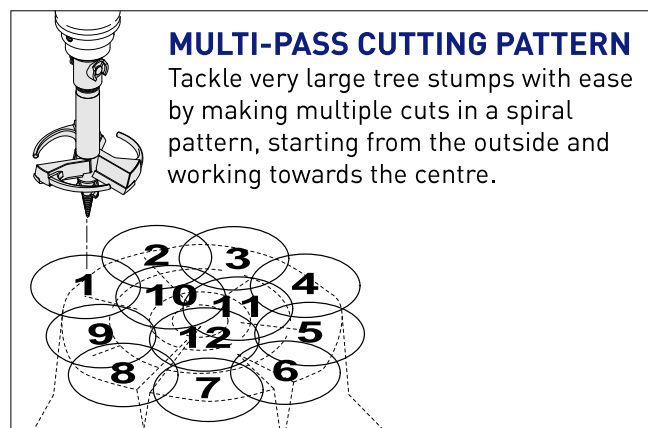 MULTI-PASS CUTTING PATTERN
Tackle very large tree stumps with ease
by making multiple cuts in a spiral
pattern, starting from the outside and
working towards the centre.
2 3
1 4
10 11
9 12 5
8 7 6